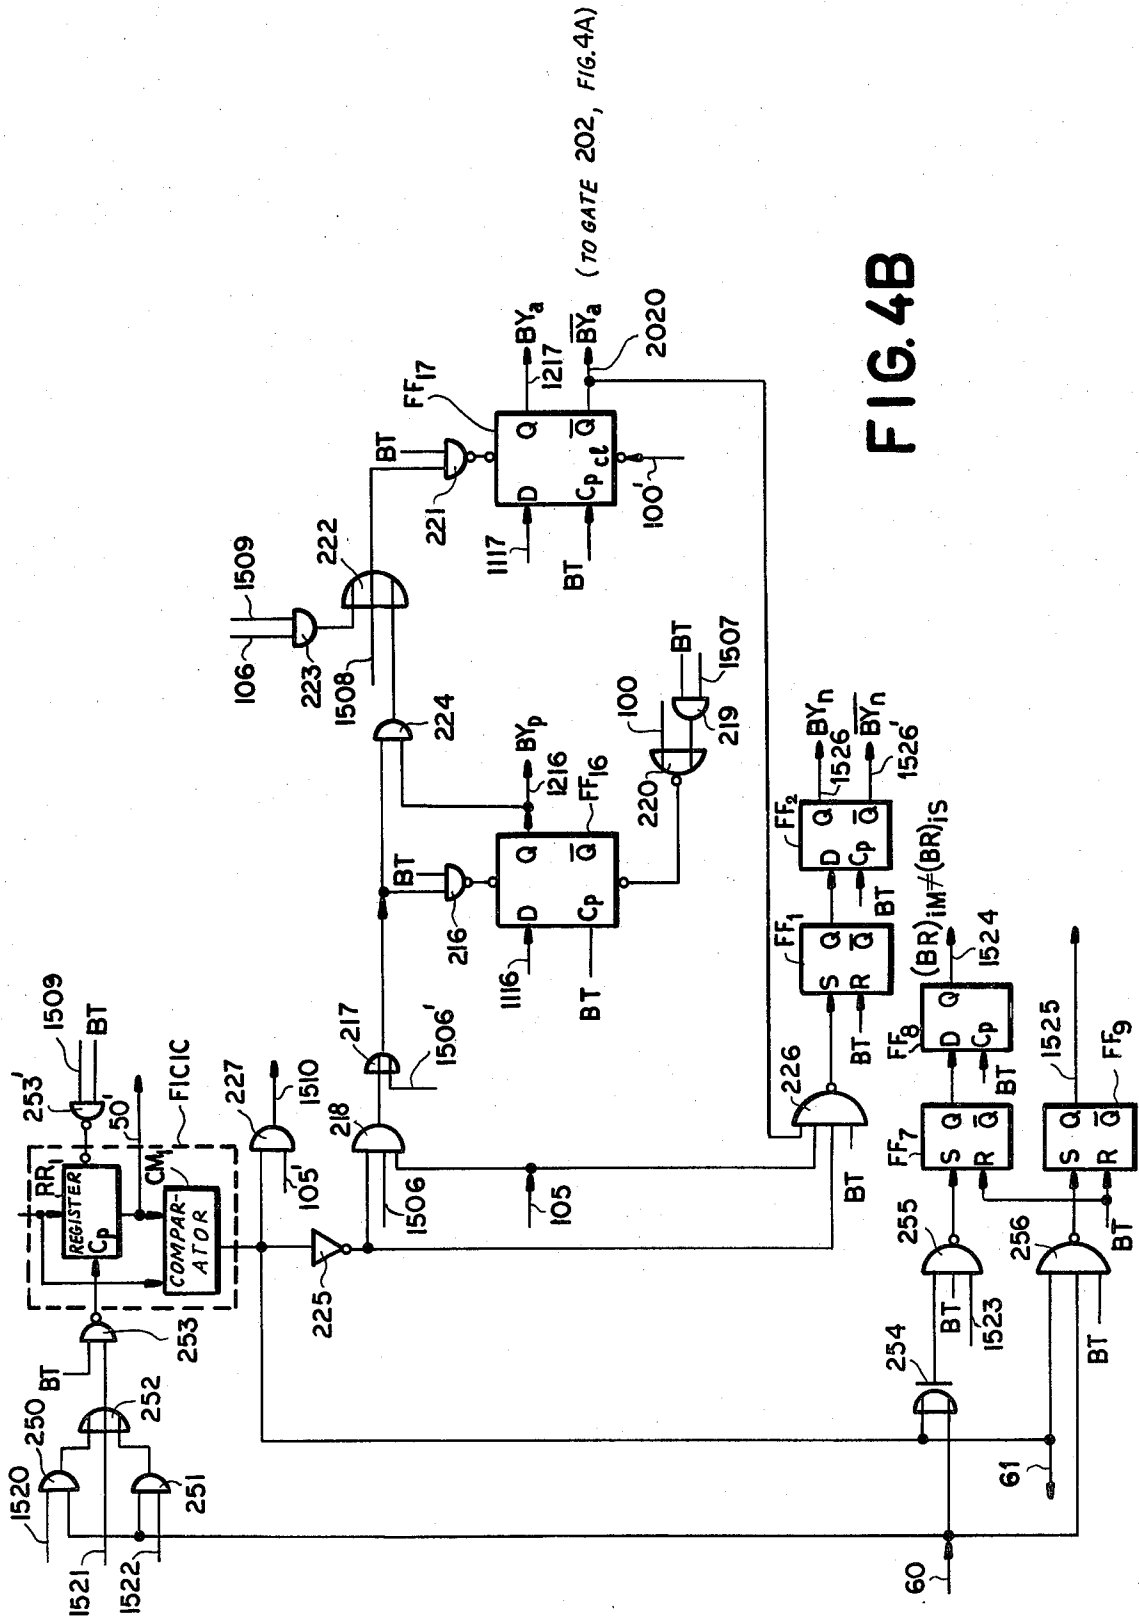 1520
250
1521
1522
251
252
BT
253
RR1
REGISTER
Cp
COMPAR-
ATOR
CM1
F1C1C
253'
1509
BT
50'
227
1510
105'
225
218
1506
217
1506'
105
216
BT
1116
D
Q
Cp
Q̅
BT
BYp
1216
FF16
224
1508
106
1509
223
222
221
BT
FF17
1117
D
Q
Cp
cl
Q̅
BT
100'
BYa
1217
B̅Y̅a (TO GATE 202, FIG.4A)
2020
100
BT
1507
219
220
226
BT
FF1
S
Q
R
Q̅
BT
FF2
D
Q
Cp
Q̅
BT
BYn
1526
B̅Y̅n
1526'
254
255
BT
1523
FF7
S
Q
R
Q̅
FF8
D
Q
Cp
BT
(BR)iM≠(BR)iS
1524
256
BT
BT
FF9
S
Q
R
Q̅
1525
60
61
FIG. 4B